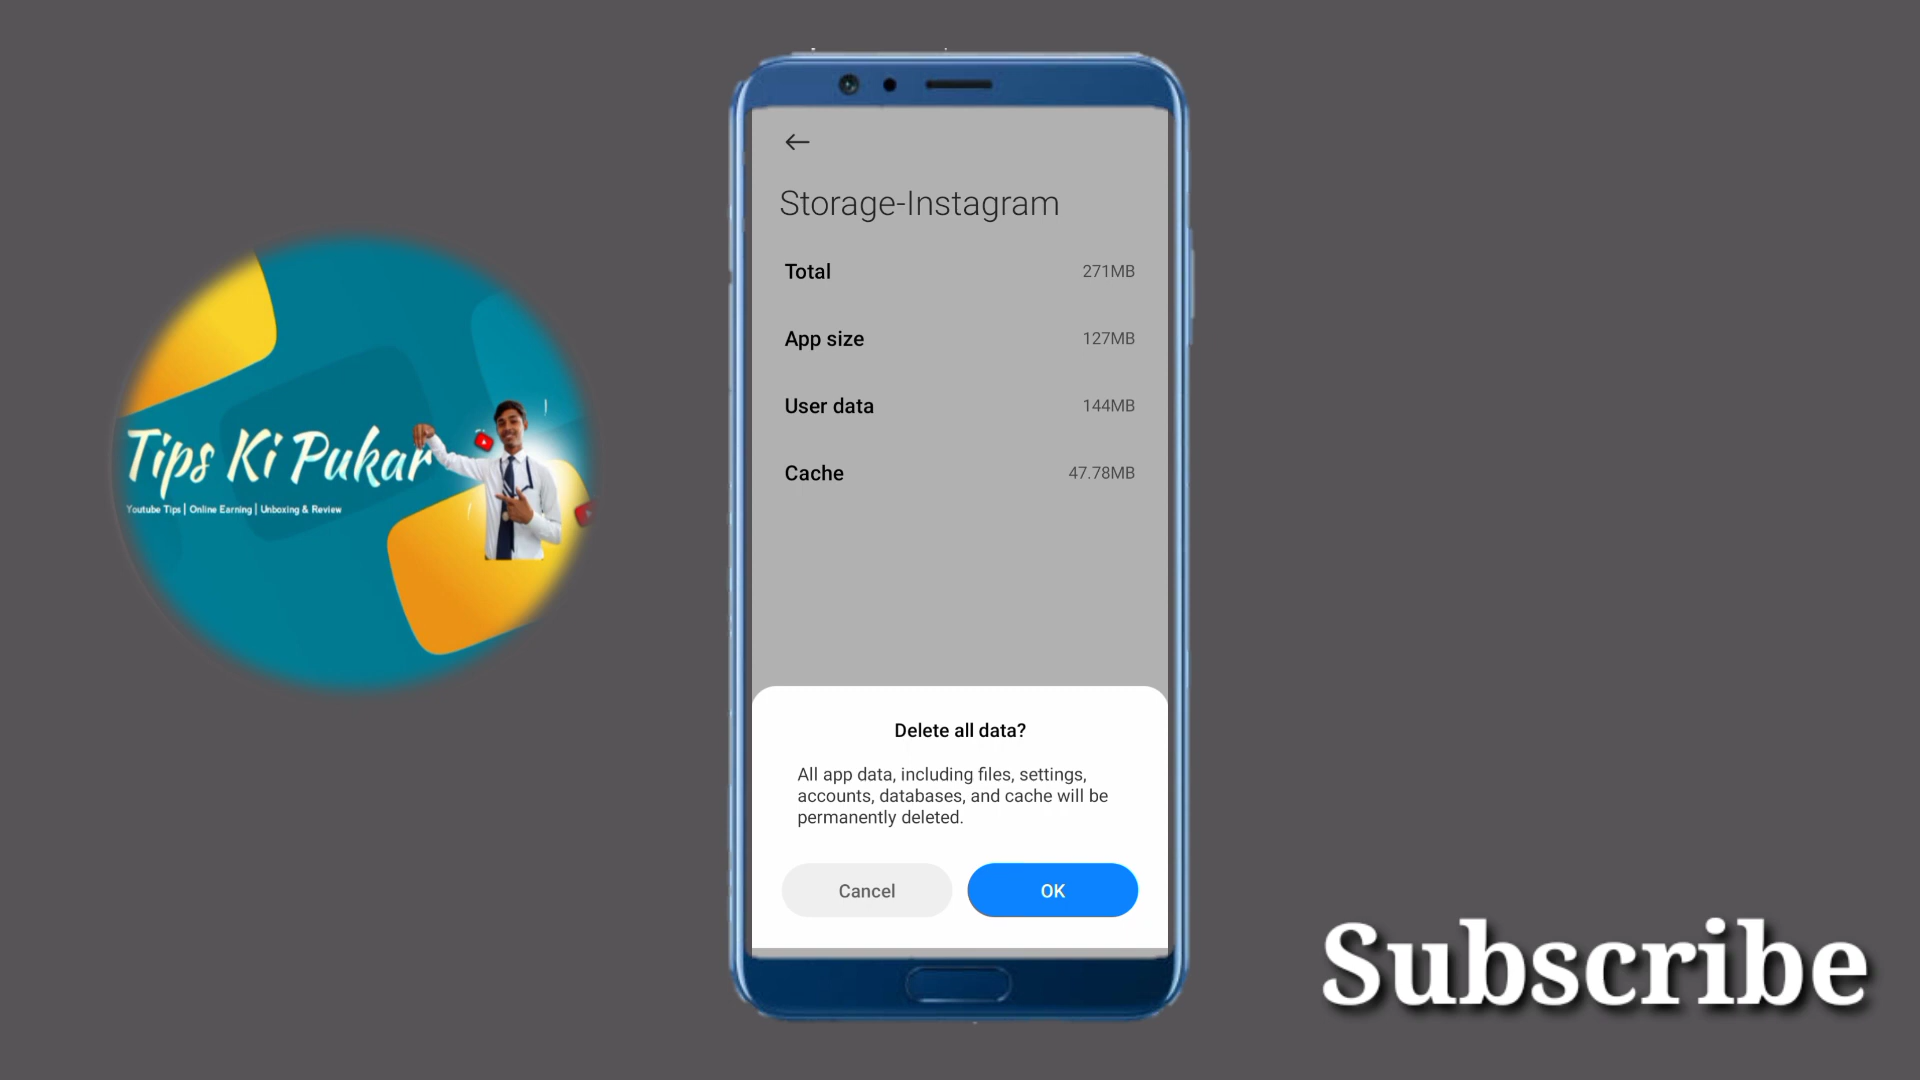 Tips Ki Pukar
Youtube Tips | Online Earning | Unboxing & Review
Storage-Instagram
Total 271MB
App size 127MB
User data 144MB
Cache 47.78MB
Delete all data?
All app data, including files, settings,
accounts, databases, and cache will be
permanently deleted.
Cancel OK
Subscribe